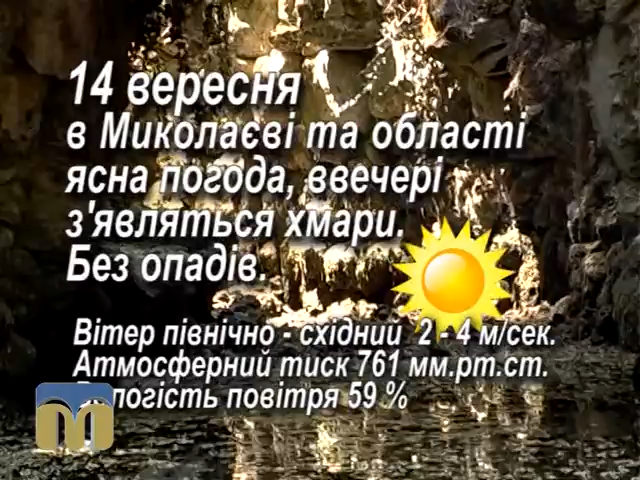 14 вересня
в Миколаєві та області
ясна погода, ввечері
з'являться хмари.
Без опадів.
Вітер північно - східний 2 - 4 м/сек.
Атмосферний тиск 761 мм.рт.ст.
Вологість повітря 59 %